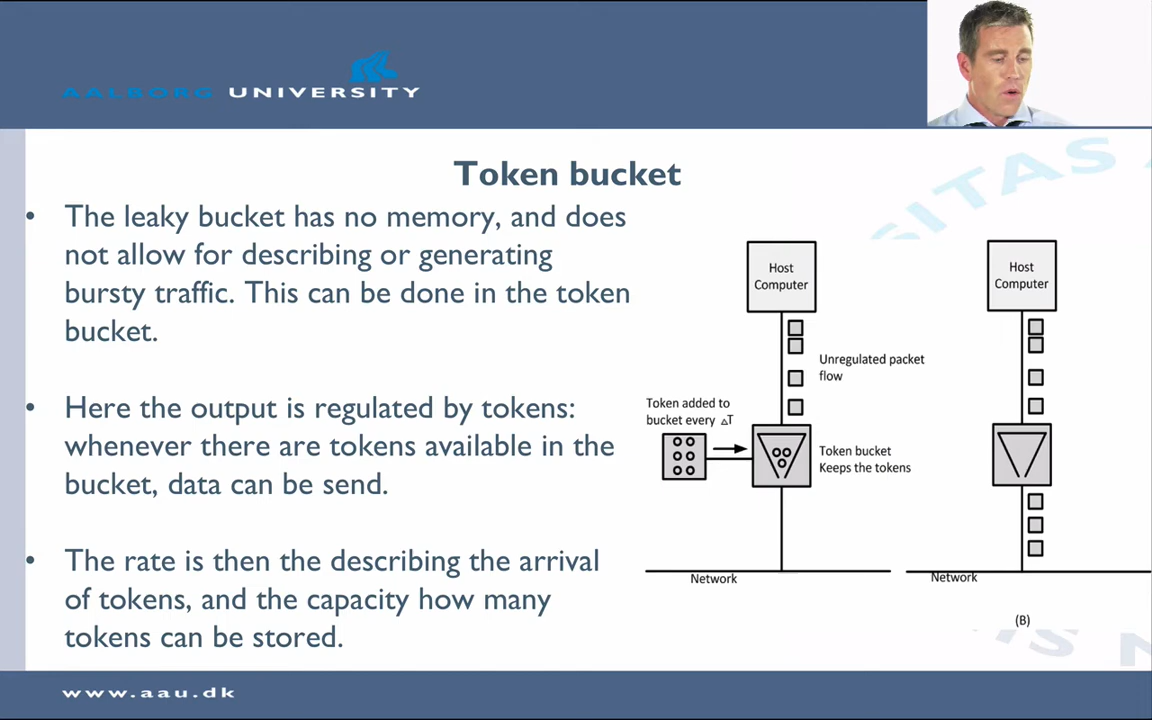 AALBORG UNIVERSITY
Token bucket
• The leaky bucket has no memory, and does
not allow for describing or generating
bursty traffic. This can be done in the token
bucket.
• Here the output is regulated by tokens:
whenever there are tokens available in the
bucket, data can be send.
• The rate is then the describing the arrival
of tokens, and the capacity how many
tokens can be stored.
Host
Computer
Unregulated packet
flow
Token added to
bucket every △T
Token bucket
Keeps the tokens
Network
Host
Computer
Network
(B)
SITAS
www.aau.dk